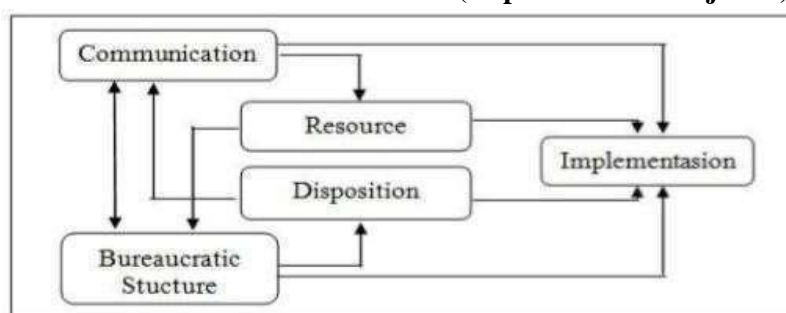 Communication
Resource
Implementasion
Disposition
Bureaucratic
Stucture